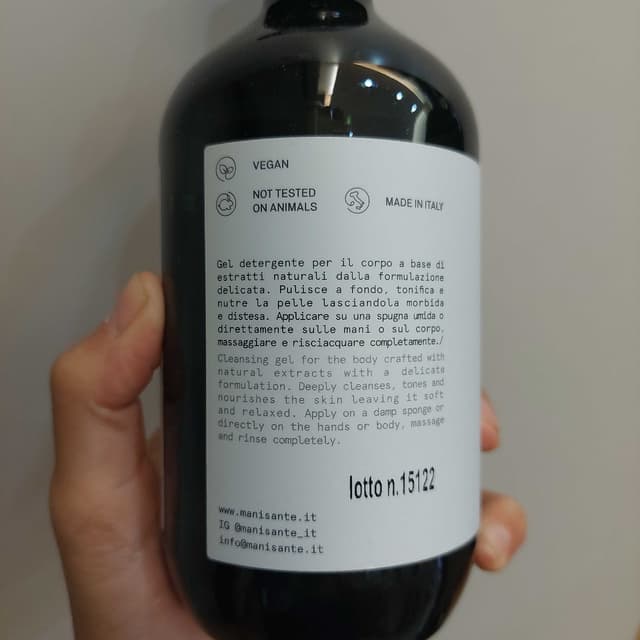 VEGAN
NOT TESTED
ON ANIMALS
MADE IN ITALY
Gel detergente per il corpo a base di
estratti naturali dalla formulazione
delicata. Pulisce a fondo, tonifica e
nutre la pelle lasciandola morbida
e distesa. Applicare su una spugna umida o
direttamente sulle mani o sul corpo,
massaggiare e risciacquare completamente./
Cleansing gel for the body crafted with
natural extracts with a delicate
formulation. Deeply cleanses, tones and
nourishes the skin leaving it soft
and relaxed. Apply on a damp sponge or
directly on the hands or body, massage
and rinse completely.
lotto n.15122
www.manisante.it
IG @manisante_it
info@manisante.it